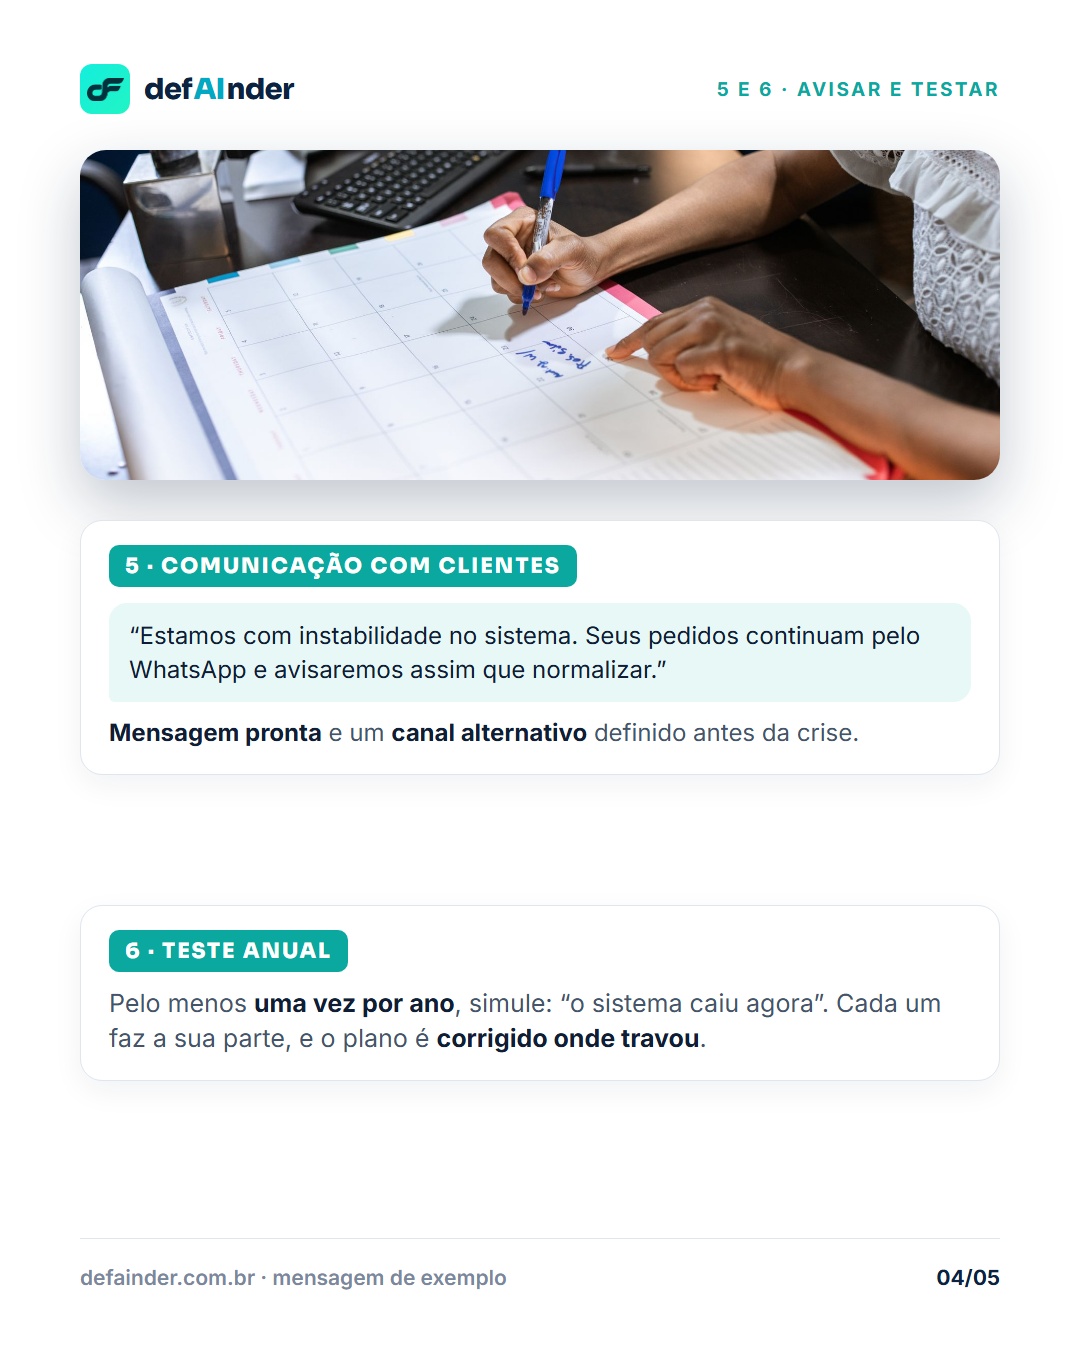 defAInder
5 E 6 · AVISAR E TESTAR
5 · COMUNICAÇÃO COM CLIENTES
“Estamos com instabilidade no sistema. Seus pedidos continuam pelo
WhatsApp e avisaremos assim que normalizar.”
Mensagem pronta e um canal alternativo definido antes da crise.
6 · TESTE ANUAL
Pelo menos uma vez por ano, simule: “o sistema caiu agora”. Cada um
faz a sua parte, e o plano é corrigido onde travou.
defainder.com.br · mensagem de exemplo
04/05